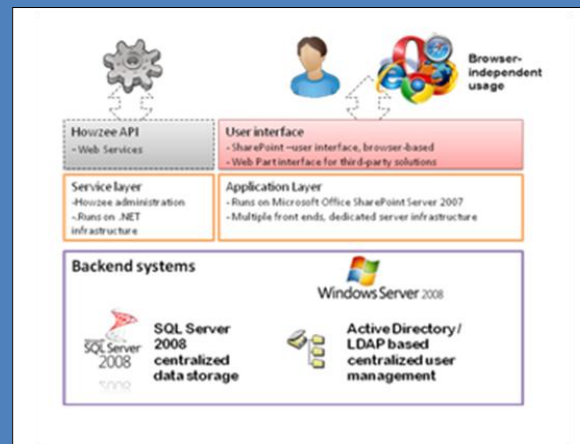 Browser-
independent
usage
Howzee API
- Web Services
User interface
- SharePoint –user interface, browser-based
- Web Part interface for third-party solutions
Service layer
-Howzee administration
-.Runs on .NET
infrastructure
Application Layer
- Runs on Microsoft Office SharePoint Server 2007
- Multiple front ends, dedicated server infrastructure
Backend systems
Windows Server 2008
SQL Server
2008
SQL Server
2008
centralized
data storage
Active Directory /
LDAP based
centralized user
management